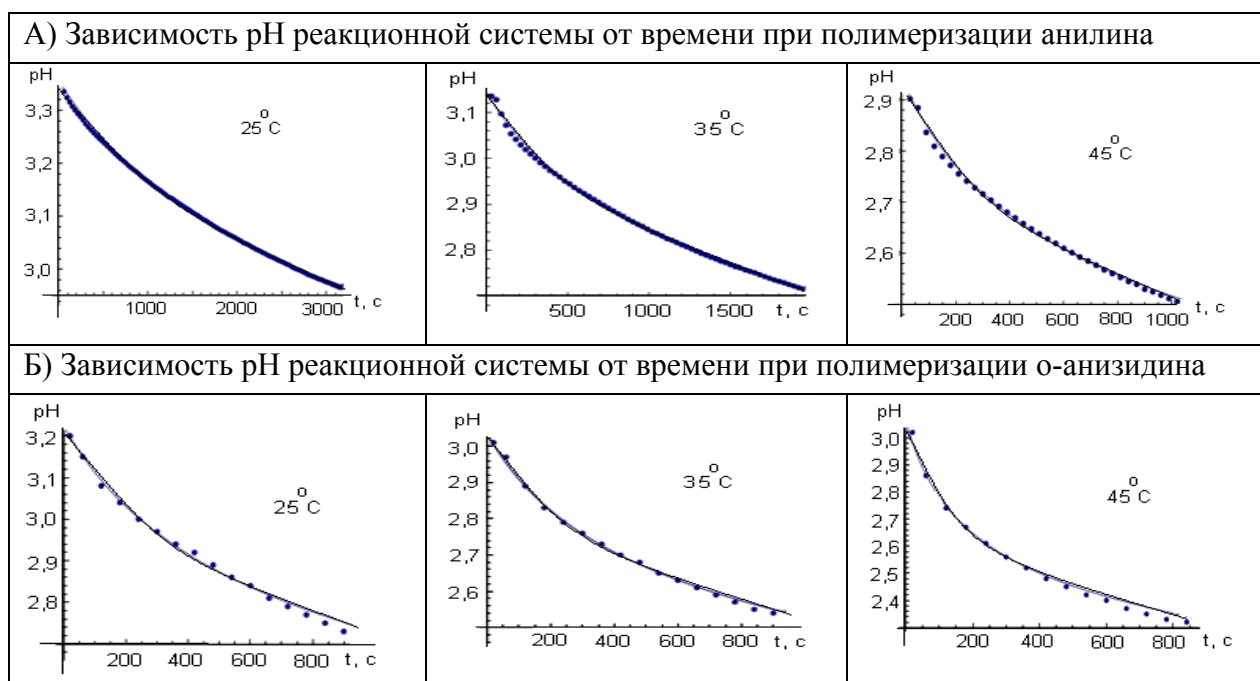 А) Зависимость pH реакционной системы от времени при полимеризации анилина
pH
3,3
3,2
3,1
3,0
25°C
1000
2000
3000
t, c
pH
3,1
3,0
2,9
2,8
35°C
500
1000
1500
t, c
pH
2,9
2,8
2,7
2,6
45°C
200
400
600
800
1000
t, c
Б) Зависимость pH реакционной системы от времени при полимеризации о-анизидина
pH
3,2
3,1
3,0
2,9
2,8
25°C
200
400
600
800
t, c
pH
3,0
2,9
2,8
2,7
2,6
35°C
200
400
600
800
t, c
pH
3,0
2,9
2,8
2,7
2,6
2,5
2,4
45°C
200
400
600
800
t, c